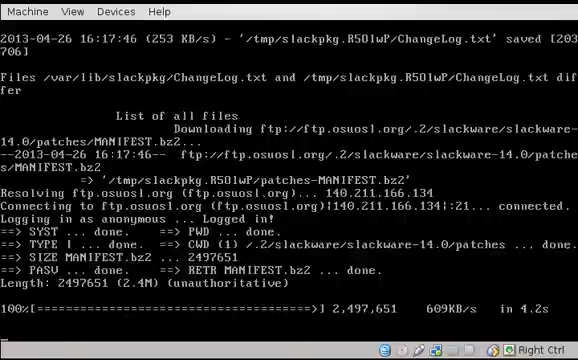 Machine View Devices Help
2013-04-26 16:17:46 (253 KB/s) - '/tmp/slackpkg.R5OlwP/ChangeLog.txt' saved [203
706]
Files /var/lib/slackpkg/ChangeLog.txt and /tmp/slackpkg.R5OlwP/ChangeLog.txt dif
fer
List of all files
Downloading ftp://ftp.osuosl.org/.2/slackware/slackware-
14.0/patches/MANIFEST.bz2...
--2013-04-26 16:17:46-- ftp://ftp.osuosl.org/.2/slackware/slackware-14.0/patche
s/MANIFEST.bz2
=> '/tmp/slackpkg.R5OlwP/patches-MANIFEST.bz2'
Resolving ftp.osuosl.org (ftp.osuosl.org)... 140.211.166.134
Connecting to ftp.osuosl.org (ftp.osuosl.org)|140.211.166.134|:21... connected.
Logging in as anonymous ... Logged in!
==> SYST ... done. ==> PWD ... done.
==> TYPE I ... done. ==> CWD (1) /.2/slackware/slackware-14.0/patches ... done.
==> SIZE MANIFEST.bz2 ... 2497651
==> PASV ... done. ==> RETR MANIFEST.bz2 ... done.
Length: 2497651 (2.4M) (unauthoritative)
100%[======================================>] 2,497,651 609KB/s in 4.2s
Right Ctrl